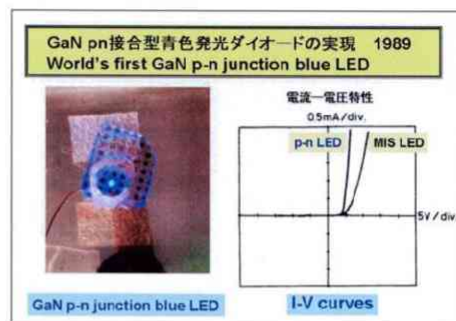 GaN pn接合型青色発光ダイオードの実現 1989
World's first GaN p-n junction blue LED
電流ー電圧特性
0.5mA/div.
p-n LED
MIS LED
5V / div.
GaN p-n junction blue LED
I-V curves